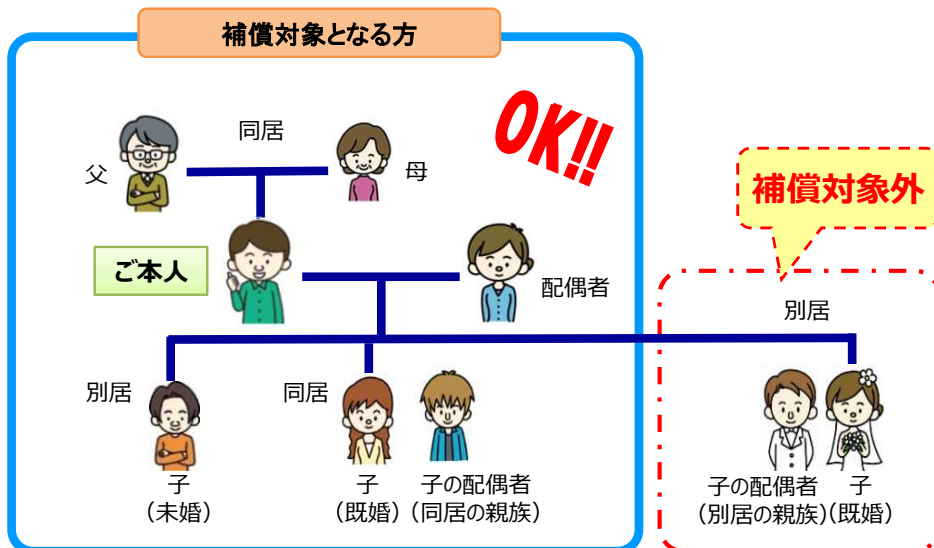 補償対象となる方
OK!!
同居
父
母
補償対象外
ご本人
配偶者
別居
別居
同居
子
(未婚)
子
(既婚)
子の配偶者
(同居の親族)
子の配偶者
(別居の親族)
子
(既婚)